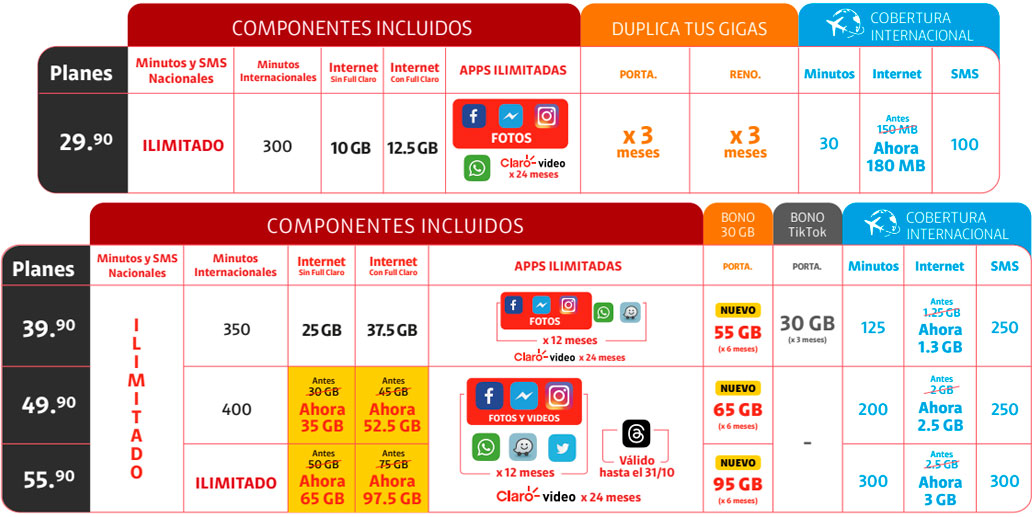 COMPONENTES INCLUIDOS
DUPLICA TUS GIGAS
COBERTURA
INTERNACIONAL
Planes
Minutos y SMS
Nacionales
Minutos
Internacionales
Internet
Sin Full Claro
Internet
Con Full Claro
APPS ILIMITADAS
PORTA.
RENO.
Minutos
Internet
SMS
29.90
ILIMITADO
300
10 GB
12.5 GB
FOTOS
Claro video
x 24 meses
x 3
meses
x 3
meses
30
Antes
150 MB
Ahora
180 MB
100
COMPONENTES INCLUIDOS
BONO
30 GB
BONO
TikTok
COBERTURA
INTERNACIONAL
Planes
Minutos y SMS
Nacionales
Minutos
Internacionales
Internet
Sin Full Claro
Internet
Con Full Claro
APPS ILIMITADAS
PORTA.
PORTA.
Minutos
Internet
SMS
ILIMITADO
39.90
350
25 GB
37.5 GB
FOTOS
x 12 meses
Claro video x 24 meses
NUEVO
55 GB
(x 6 meses)
30 GB
(x 3 meses)
125
Antes
1.25 GB
Ahora
1.3 GB
250
49.90
400
Antes
30 GB
Ahora
35 GB
Antes
45 GB
Ahora
52.5 GB
FOTOS Y VIDEOS
NUEVO
65 GB
(x 6 meses)
-
200
Antes
2 GB
Ahora
2.5 GB
250
55.90
ILIMITADO
Antes
50 GB
Ahora
65 GB
Antes
75 GB
Ahora
97.5 GB
x 12 meses
Válido
hasta el 31/10
Claro video x 24 meses
NUEVO
95 GB
(x 6 meses)
300
Antes
2.5 GB
Ahora
3 GB
300